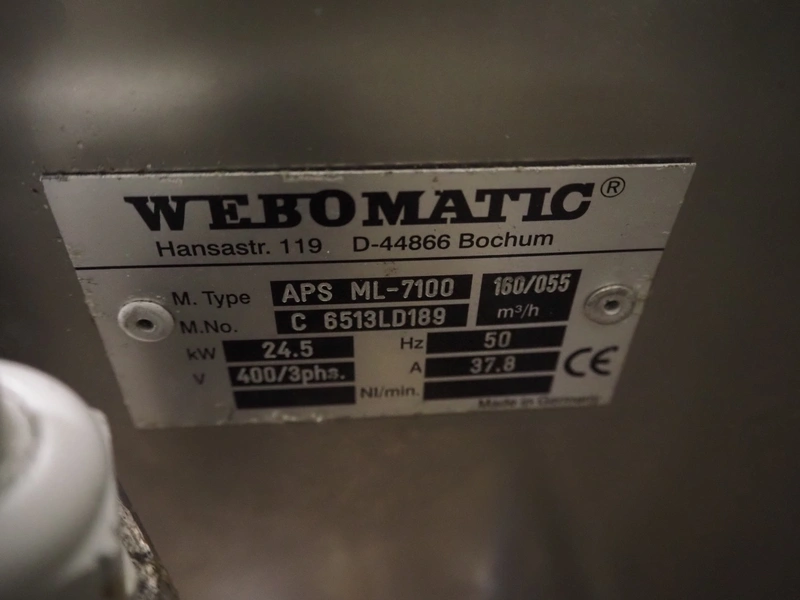 WEBOMATIC®
Hansastr. 119 D-44866 Bochum
M. Type APS ML-7100 160/055
M.No. C 6513LD189 m³/h
kW 24.5 Hz 50
V 400/3phs. A 37.8 CE
Nl/min.
Made in Germany